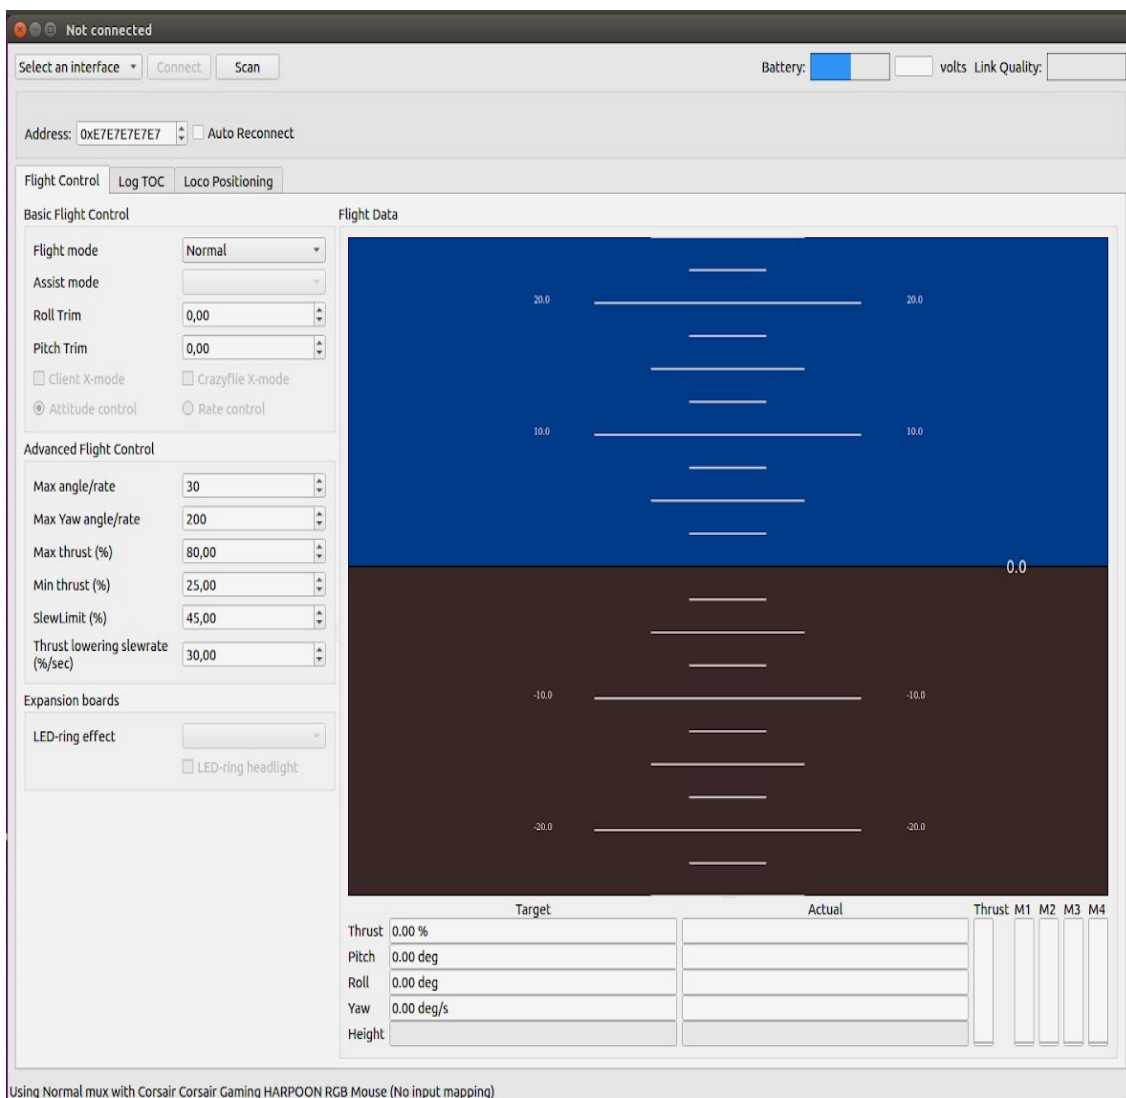 Not connected
Select an interface Connect Scan Battery: volts Link Quality:
Address: 0xE7E7E7E7E7 Auto Reconnect
Flight Control Log TOC Loco Positioning
Basic Flight Control
Flight mode Normal
Assist mode
Roll Trim 0,00
Pitch Trim 0,00
Client X-mode Crazyflie X-mode
Attitude control Rate control
Advanced Flight Control
Max angle/rate 30
Max Yaw angle/rate 200
Max thrust (%) 80,00
Min thrust (%) 25,00
SlewLimit (%) 45,00
Thrust lowering slewrate
(%/sec) 30,00
Expansion boards
LED-ring effect
LED-ring headlight
Flight Data
20.0 20.0
10.0 10.0
0.0
-10.0 -10.0
-20.0 -20.0
Target Actual Thrust M1 M2 M3 M4
Thrust 0.00 %
Pitch 0.00 deg
Roll 0.00 deg
Yaw 0.00 deg/s
Height
Using Normal mux with Corsair Corsair Gaming HARPOON RGB Mouse (No input mapping)